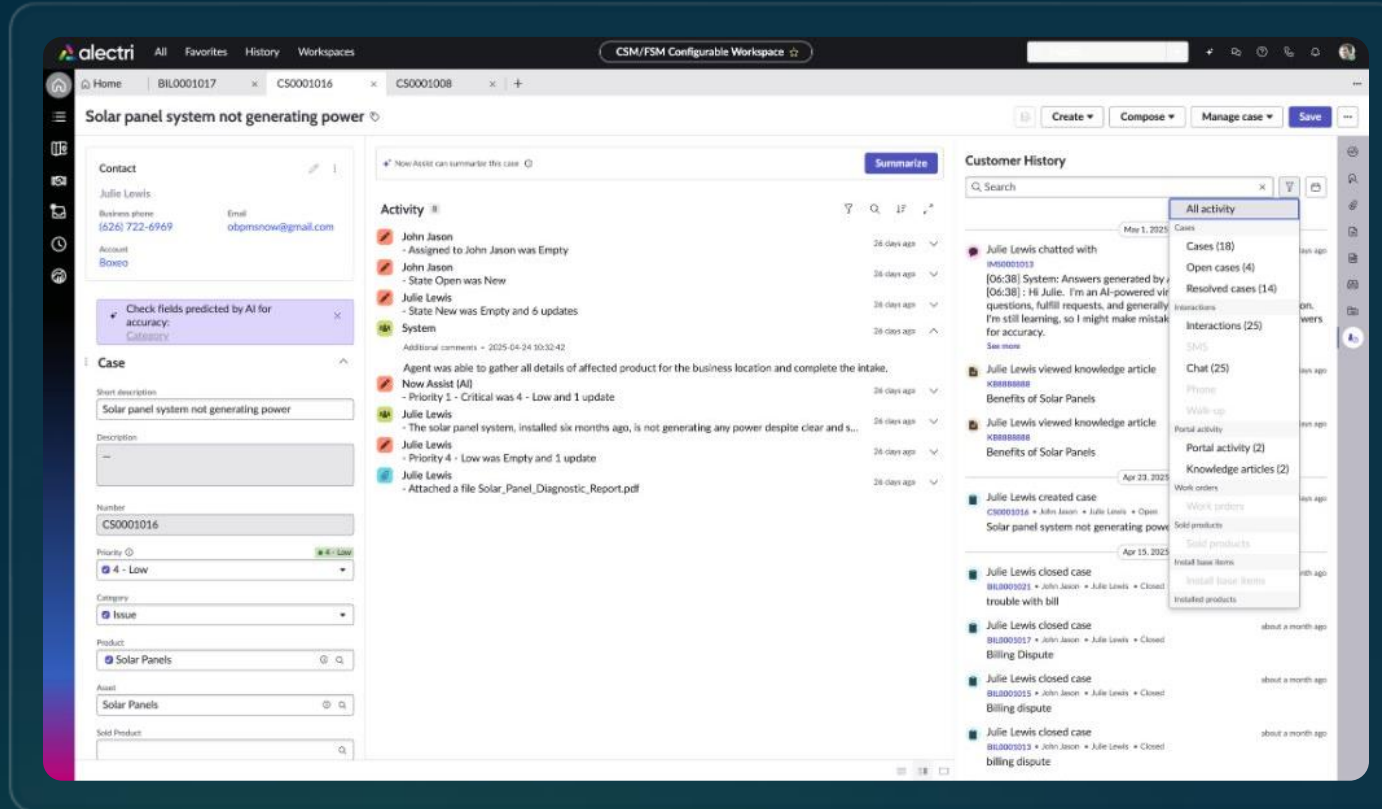 alectri All Favorites History Workspaces CSM/FSM Configurable Workspace ☆
Home BIL0001017 × CS0001016 × CS0001008 × +
Solar panel system not generating power
Create Compose Manage case Save
Contact
Julie Lewis
Business phone Email
(626) 722-6969 obpmsnow@gmail.com
Account
Boxeo
Check fields predicted by AI for
accuracy:
Category
Case
Short description
Solar panel system not generating power
Description
—
Number
CS0001016
Priority 4 - Low
4 - Low
Category
Issue
Product
Solar Panels
Asset
Solar Panels
Sold Product
Now Assist can summarize this case Summarize
Activity 8
John Jason 26 days ago
- Assigned to John Jason was Empty
John Jason 26 days ago
- State Open was New
Julie Lewis 26 days ago
- State New was Empty and 6 updates
System 26 days ago
Additional comments • 2025-04-24 10:32:42
Agent was able to gather all details of affected product for the business location and complete the intake.
Now Assist (AI) 26 days ago
- Priority 1 - Critical was 4 - Low and 1 update
Julie Lewis 26 days ago
- The solar panel system, installed six months ago, is not generating any power despite clear and s...
Julie Lewis 26 days ago
- Priority 4 - Low was Empty and 1 update
Julie Lewis 26 days ago
- Attached a file Solar_Panel_Diagnostic_Report.pdf
Customer History
Search
May 1, 2025
Julie Lewis chatted with days ago
IMS0001013
[06:38] System: Answers generated by
[06:38] : Hi Julie. I'm an AI-powered
questions, fulfill requests, and generally
I'm still learning, so I might make
for accuracy.
See more
Julie Lewis viewed knowledge article days ago
KB8888888
Benefits of Solar Panels
Julie Lewis viewed knowledge article days ago
KB8888888
Benefits of Solar Panels
Apr 23, 2025
Julie Lewis created case days ago
CS0001016 • John Jason • Julie Lewis • Open
Solar panel system not generating
Apr 15, 2025
Julie Lewis closed case ago
BIL0001021 • John Jason • Julie Lewis • Closed
trouble with bill
Julie Lewis closed case about a month ago
BIL0001017 • John Jason • Julie Lewis • Closed
Billing Dispute
Julie Lewis closed case about a month ago
BIL0001015 • John Jason • Julie Lewis • Closed
Billing dispute
Julie Lewis closed case about a month ago
BIL0001013 • John Jason • Julie Lewis • Closed
billing dispute
All activity
Cases
Cases (18)
Open cases (4)
Resolved cases (14)
Interactions
Interactions (25)
SMS
Chat (25)
Phone
Walk-up
Portal activity
Portal activity (2)
Knowledge articles (2)
Work orders
Work orders
Sold products
Sold products
Install base items
Install base items
Installed products